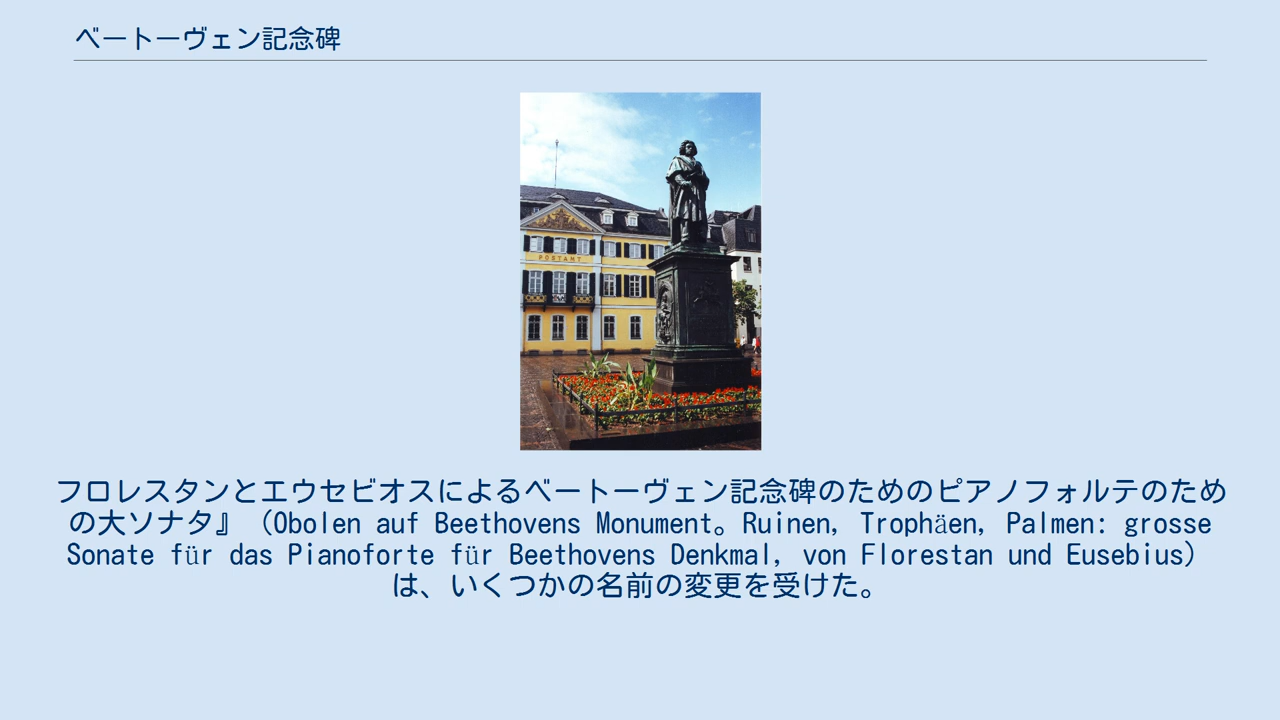 ベートーヴェン記念碑
POSTAMT
フロレスタンとエウセビオスによるベートーヴェン記念碑のためのピアノフォルテのため
の大ソナタ』（Obolen auf Beethovens Monument。Ruinen, Trophäen, Palmen: grosse
Sonate für das Pianoforte für Beethovens Denkmal, von Florestan und Eusebius）
は、いくつかの名前の変更を受けた。